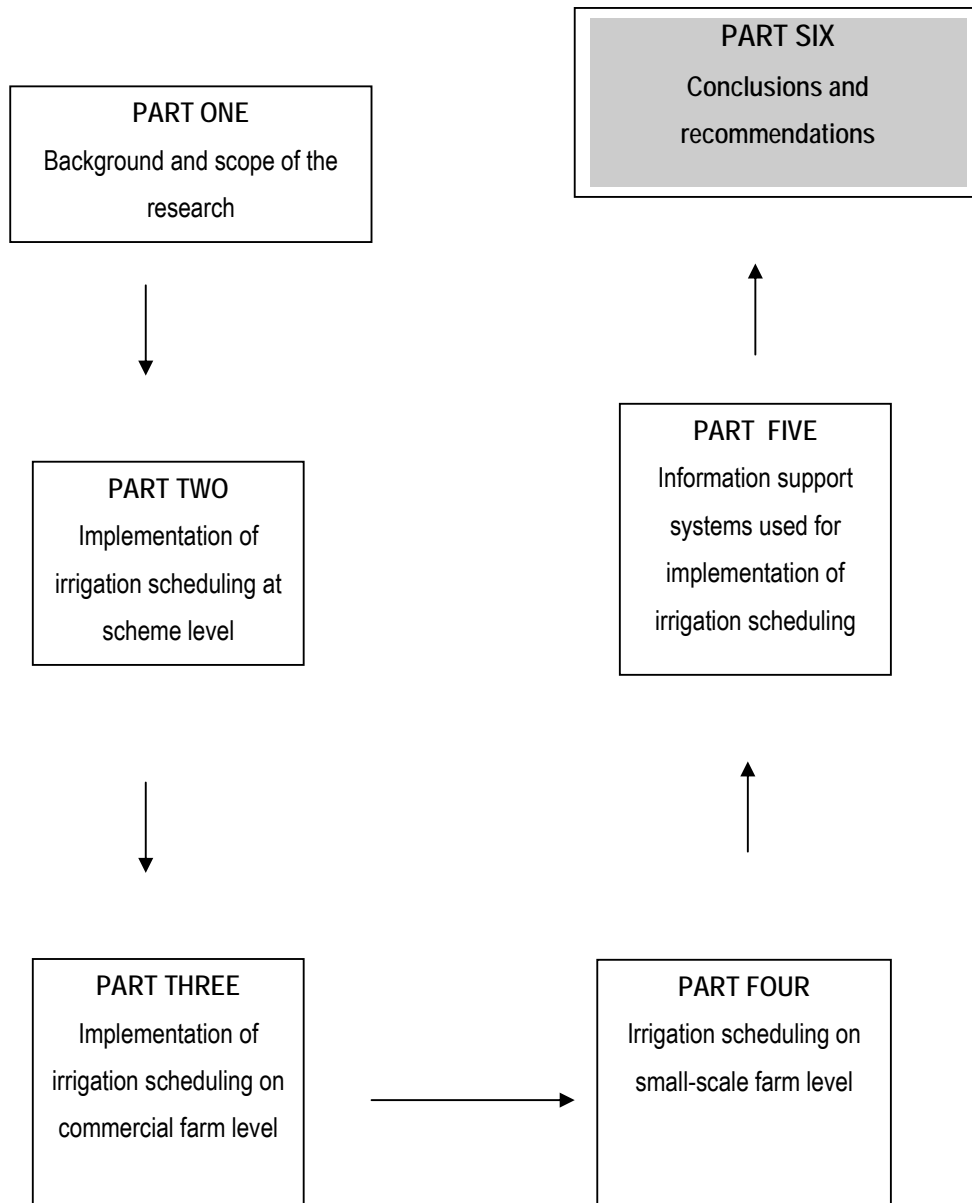 PART ONE
Background and scope of the
research
PART TWO
Implementation of
irrigation scheduling at
scheme level
PART THREE
Implementation of
irrigation scheduling on
commercial farm level
PART FOUR
Irrigation scheduling on
small-scale farm level
PART FIVE
Information support
systems used for
implementation of
irrigation scheduling
PART SIX
Conclusions and
recommendations